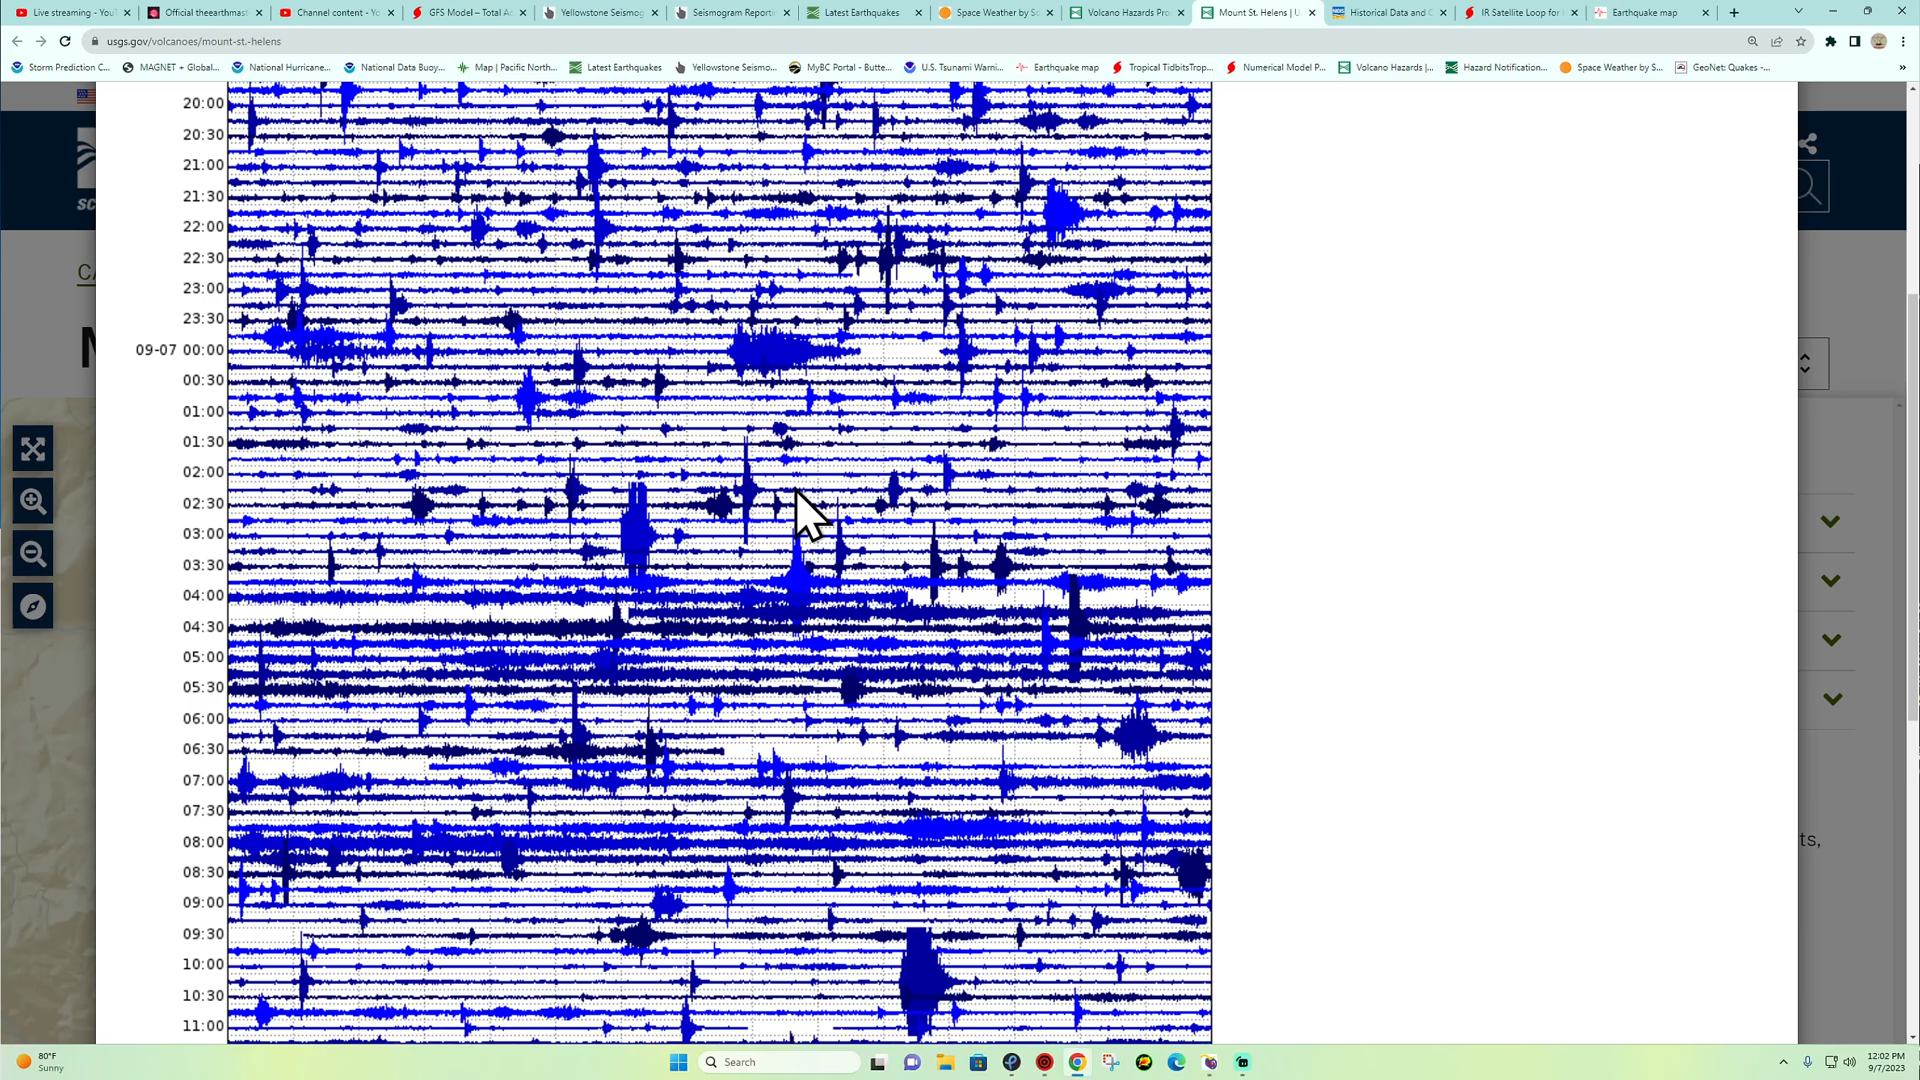 Live streaming - YouT
Official theearthmast
Channel content - Yo
GFS Model – Total Ac
Yellowstone Seismog
Seismogram Reportin
Latest Earthquakes
Space Weather by So
Volcano Hazards Pro
Mount St. Helens | U
Historical Data and C
IR Satellite Loop for
Earthquake map
usgs.gov/volcanoes/mount-st.-helens
Storm Prediction C...
MAGNET + Global...
National Hurricane...
National Data Buoy...
Map | Pacific North...
Latest Earthquakes
Yellowstone Seismo...
MyBC Portal - Butte...
U.S. Tsunami Warni...
Earthquake map
Tropical TidbitsTrop...
Numerical Model P...
Volcano Hazards |...
Hazard Notification...
Space Weather by S...
GeoNet: Quakes -...
»
sc
CA
M
ts,
20:00
20:30
21:00
21:30
22:00
22:30
23:00
23:30
09-07 00:00
00:30
01:00
01:30
02:00
02:30
03:00
03:30
04:00
04:30
05:00
05:30
06:00
06:30
07:00
07:30
08:00
08:30
09:00
09:30
10:00
10:30
11:00
80°F
Sunny
Search
12:02 PM
9/7/2023